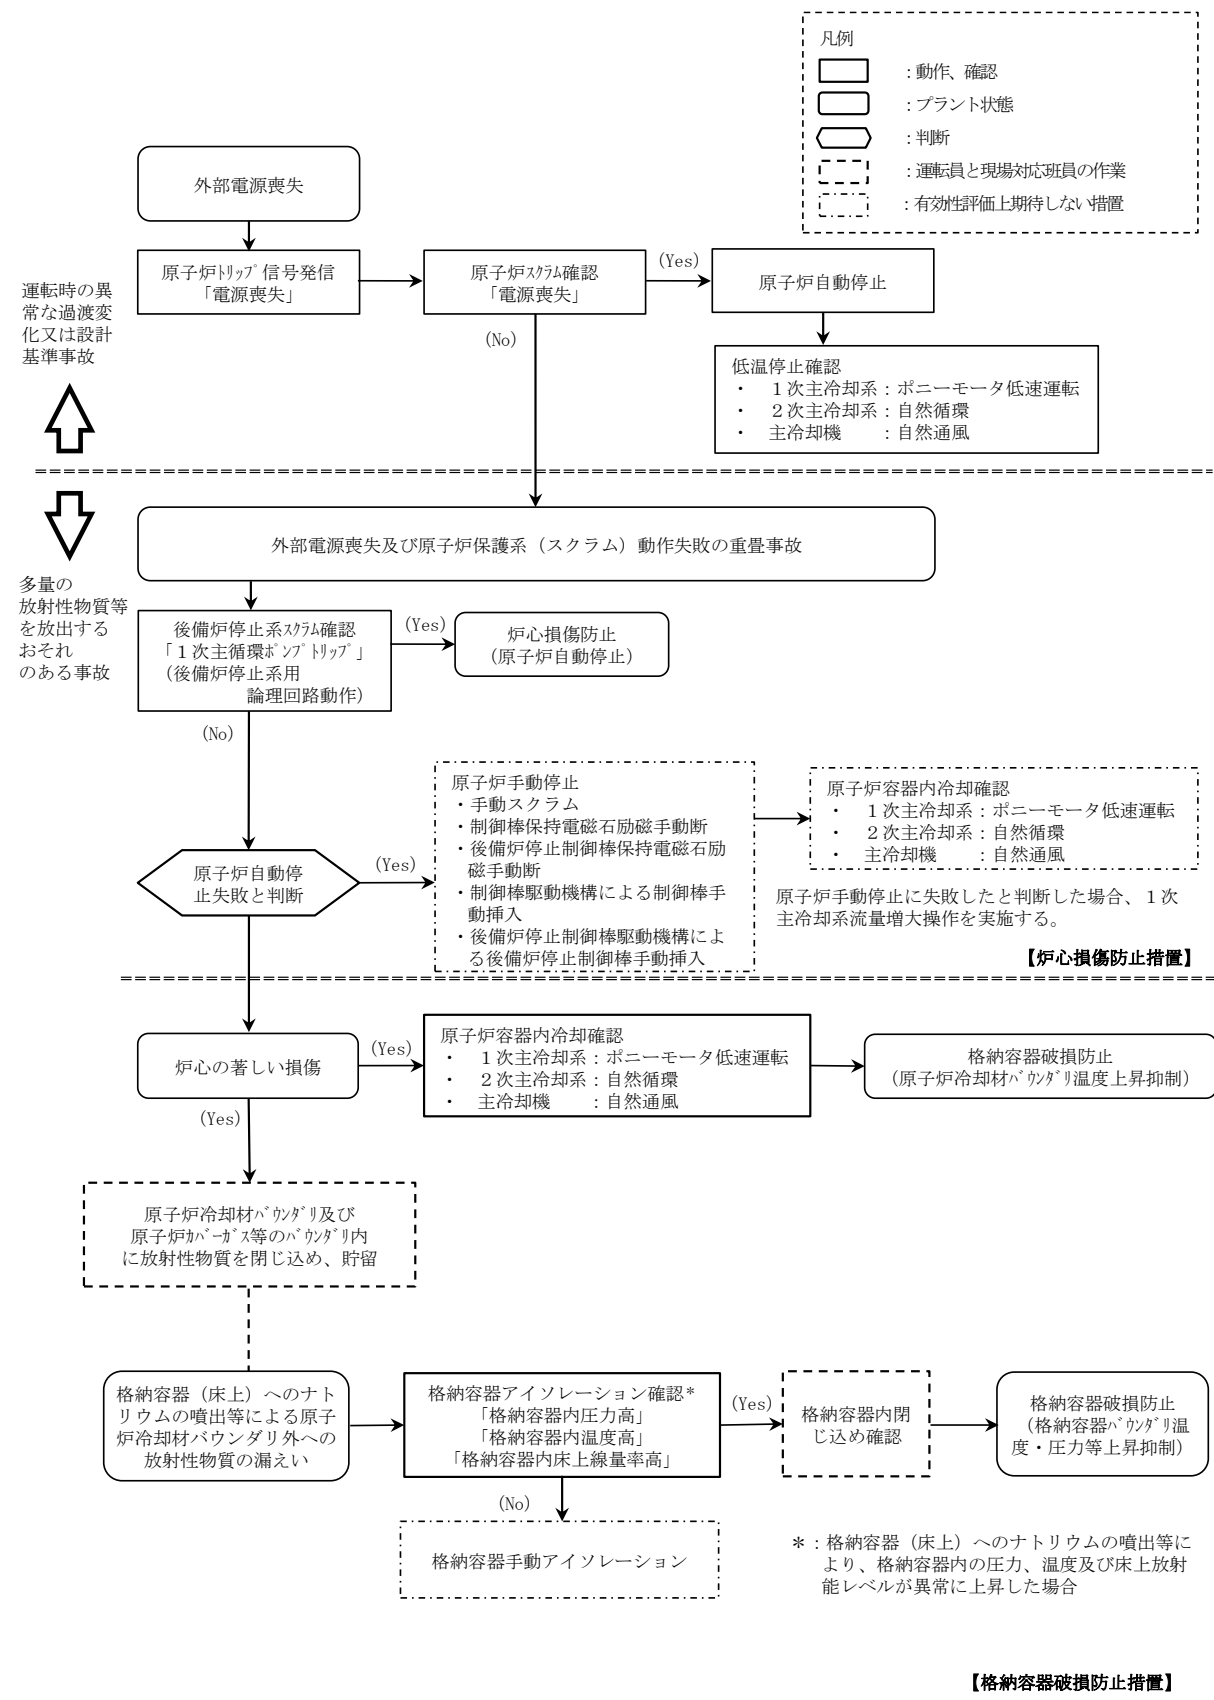 凡例
：動作、確認
：プラント状態
：判断
：運転員と現場対応班員の作業
：有効性評価上期待しない措置
外部電源喪失
原子炉ﾄﾘｯﾌﾟ信号発信
「電源喪失」
原子炉ｽｸﾗﾑ確認
「電源喪失」
(Yes)
原子炉自動停止
(No)
低温停止確認
・　１次主冷却系：ポニーモータ低速運転
・　２次主冷却系：自然循環
・　主冷却機　　：自然通風
運転時の異
常な過渡変
化又は設計
基準事故
多量の
放射性物質等
を放出する
おそれ
のある事故
外部電源喪失及び原子炉保護系（スクラム）動作失敗の重畳事故
後備炉停止系ｽｸﾗﾑ確認
「１次主循環ﾎﾟﾝﾌﾟﾄﾘｯﾌﾟ」
（後備炉停止系用
論理回路動作）
(Yes)
炉心損傷防止
（原子炉自動停止）
(No)
原子炉自動停
止失敗と判断
(Yes)
原子炉手動停止
・手動スクラム
・制御棒保持電磁石励磁手動断
・後備炉停止制御棒保持電磁石励
磁手動断
・制御棒駆動機構による制御棒手
動挿入
・後備炉停止制御棒駆動機構によ
る後備炉停止制御棒手動挿入
原子炉容器内冷却確認
・　１次主冷却系：ポニーモータ低速運転
・　２次主冷却系：自然循環
・　主冷却機　　：自然通風
原子炉手動停止に失敗したと判断した場合、１次
主冷却系流量増大操作を実施する。
【炉心損傷防止措置】
炉心の著しい損傷
(Yes)
原子炉容器内冷却確認
・　１次主冷却系：ポニーモータ低速運転
・　２次主冷却系：自然循環
・　主冷却機　　：自然通風
格納容器破損防止
（原子炉冷却材ﾊﾞｳﾝﾀﾞﾘ温度上昇抑制）
(Yes)
原子炉冷却材ﾊﾞｳﾝﾀﾞﾘ及び
原子炉ｶﾊﾞｰｶﾞｽ等のﾊﾞｳﾝﾀﾞﾘ内
に放射性物質を閉じ込め、貯留
格納容器（床上）へのナト
リウムの噴出等による原子
炉冷却材バウンダリ外への
放射性物質の漏えい
格納容器アイソレーション確認＊
「格納容器内圧力高」
「格納容器内温度高」
「格納容器内床上線量率高」
(Yes)
格納容器内閉
じ込め確認
格納容器破損防止
（格納容器ﾊﾞｳﾝﾀﾞﾘ温
度・圧力等上昇抑制）
(No)
格納容器手動アイソレーション
＊：格納容器（床上）へのナトリウムの噴出等に
より、格納容器内の圧力、温度及び床上放射
能レベルが異常に上昇した場合
【格納容器破損防止措置】